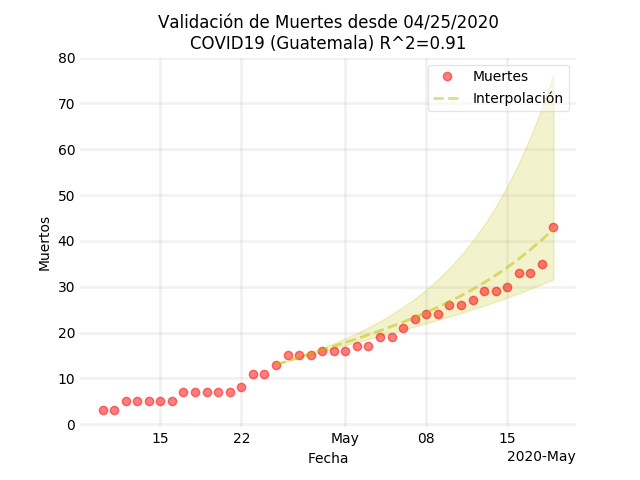 Validación de Muertes desde 04/25/2020
COVID19 (Guatemala) R^2=0.91
Muertes
Interpolación
Muertos
80
70
60
50
40
30
20
10
0
15
22
May
08
15
Fecha
2020-May